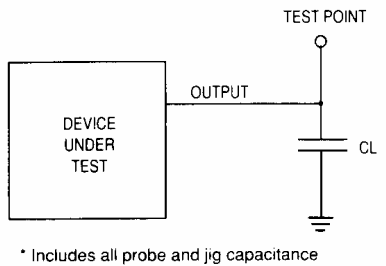 TEST POINT
OUTPUT
DEVICE
UNDER
TEST
CL
* Includes all probe and jig capacitance